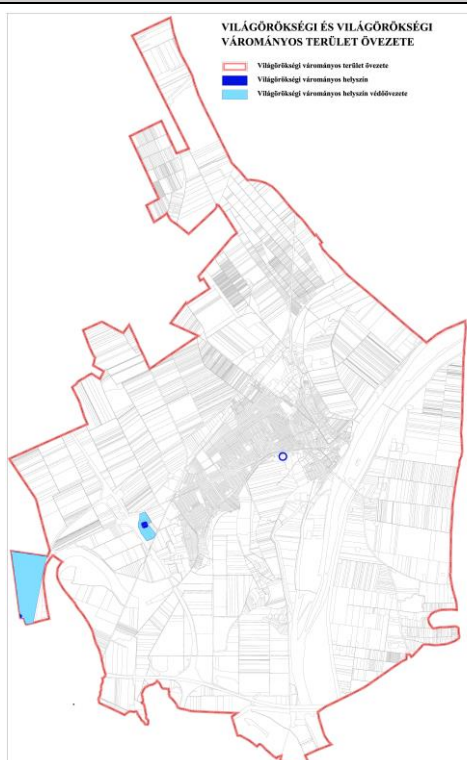 VILÁGÖRÖKSÉGI ÉS VILÁGÖRÖKSÉGI
VÁROMÁNYOS TERÜLET ÖVEZETE
Világörökségi várományos terület övezete
Világörökségi várományos helyszín
Világörökségi várományos helyszín védőövezete